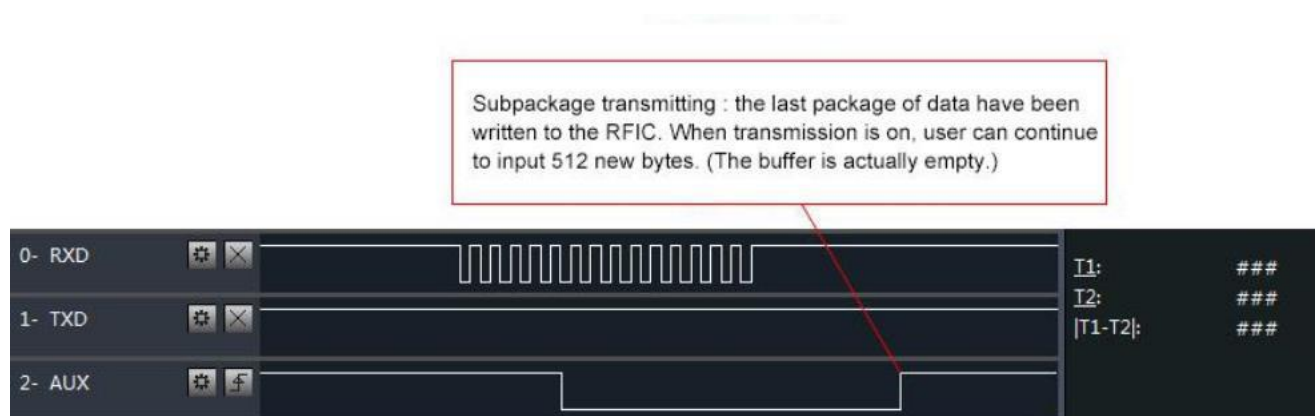 Subpackage transmitting : the last package of data have been
written to the RFIC. When transmission is on, user can continue
to input 512 new bytes. (The buffer is actually empty.)
0- RXD
T1: ###
T2: ###
1- TXD
|T1-T2|: ###
2- AUX